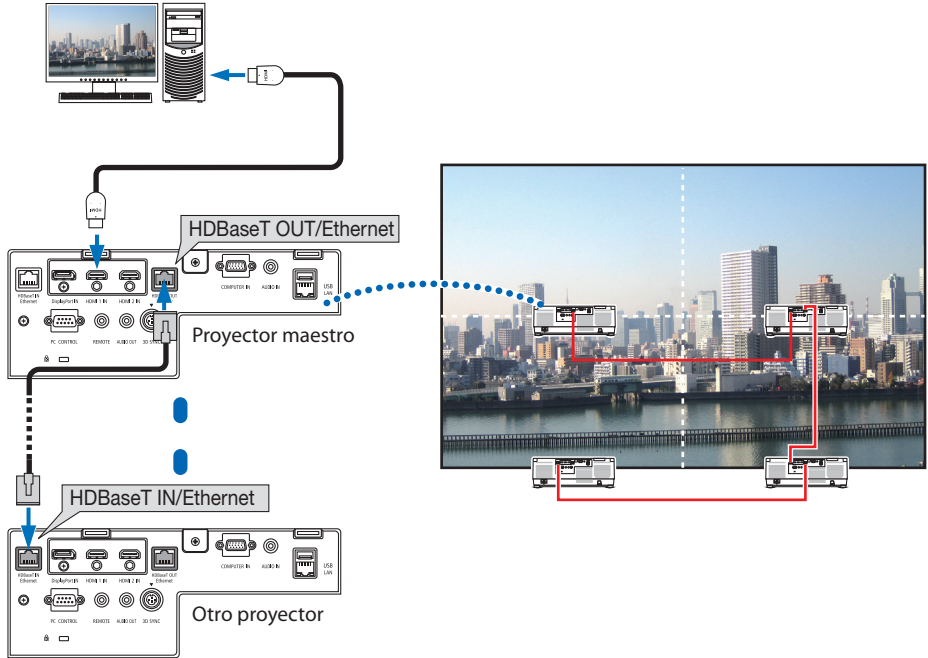 HDMI
HDMI
HDBaseT OUT/Ethernet
HDBaseT IN
Ethernet
DisplayPort IN
HDMI 1 IN
HDMI 2 IN
COMPUTER IN
AUDIO IN
USB
LAN
PC CONTROL
REMOTE
AUDIO OUT
3D SYNC
Proyector maestro
HDBaseT IN/Ethernet
HDBaseT IN
Ethernet
DisplayPort IN
HDMI 1 IN
HDMI 2 IN
HDBaseT OUT
Ethernet
COMPUTER IN
AUDIO IN
USB
LAN
PC CONTROL
REMOTE
AUDIO OUT
3D SYNC
Otro proyector